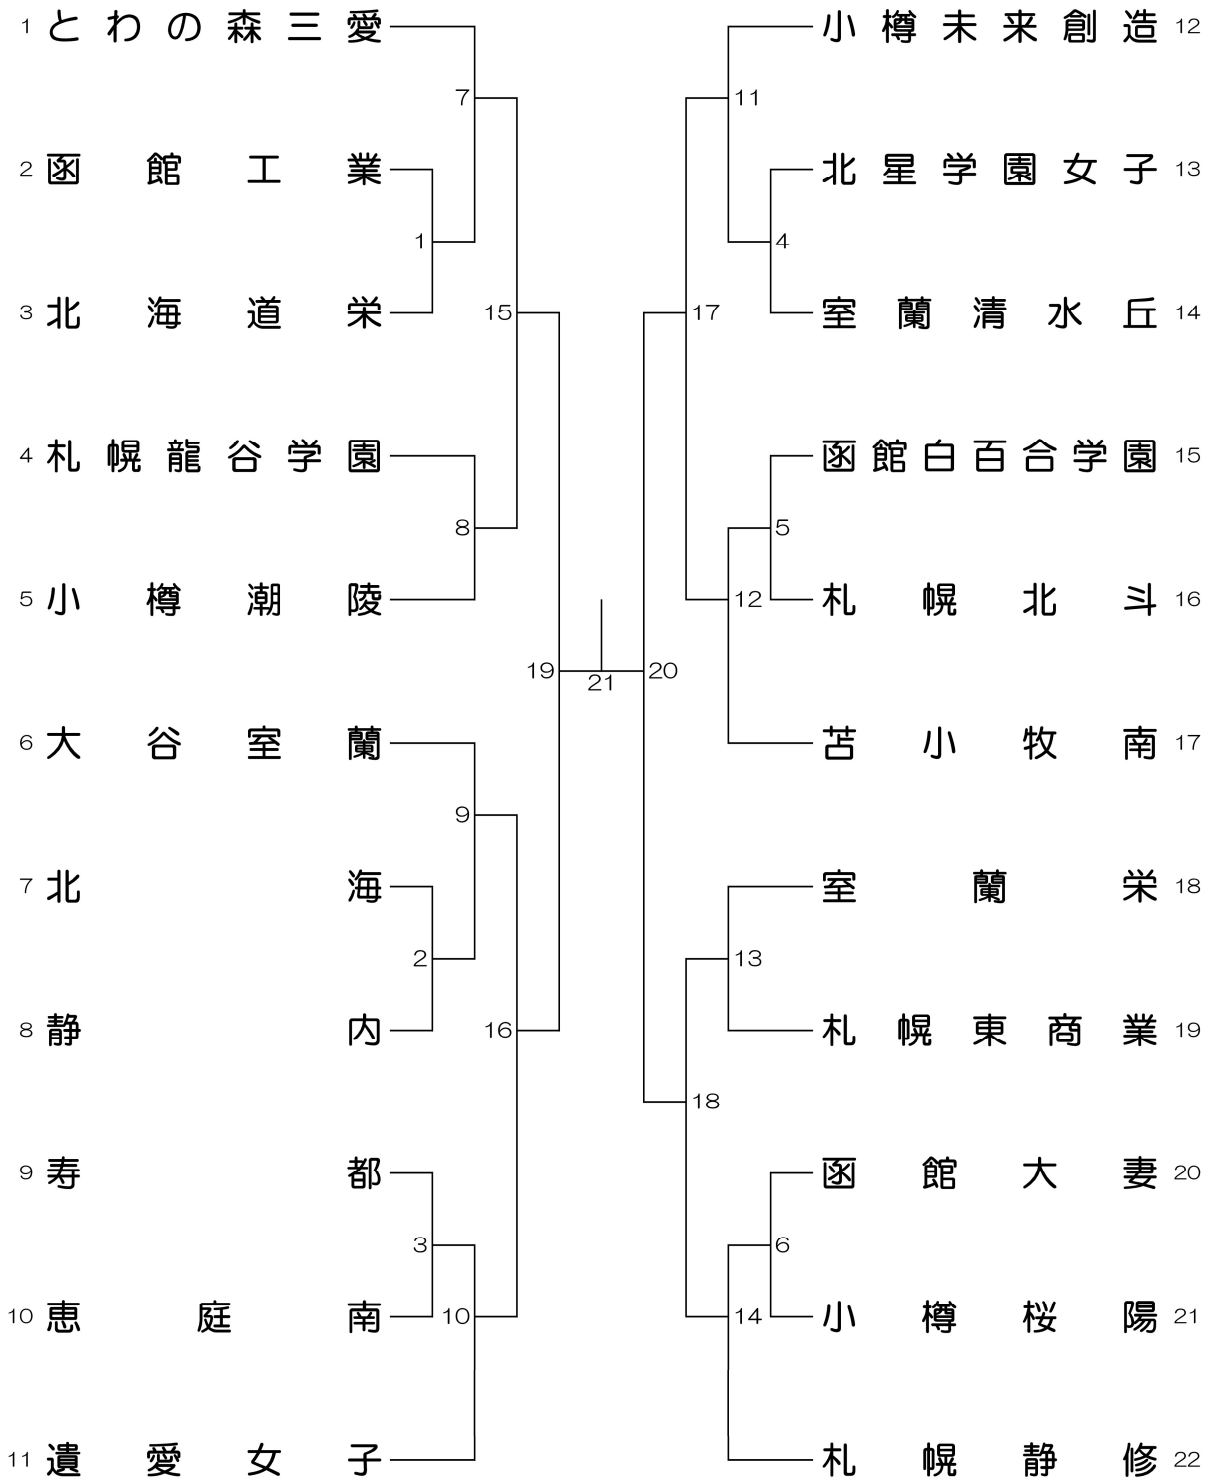 1 とわの森三愛
7
2 函館工業
1
3 北海道栄
15
4 札幌龍谷学園
8
5 小樽潮陵
19
21
6 大谷室蘭
9
7 北海
2
8 静内
16
9 寿都
3
10 恵庭南
10
11 遺愛女子
小樽未来創造 12
11
北星学園女子 13
4
室蘭清水丘 14
17
函館白百合学園 15
5
札幌北斗 16
12
20
苫小牧南 17
室蘭栄 18
13
札幌東商業 19
18
函館大妻 20
6
小樽桜陽 21
14
札幌静修 22